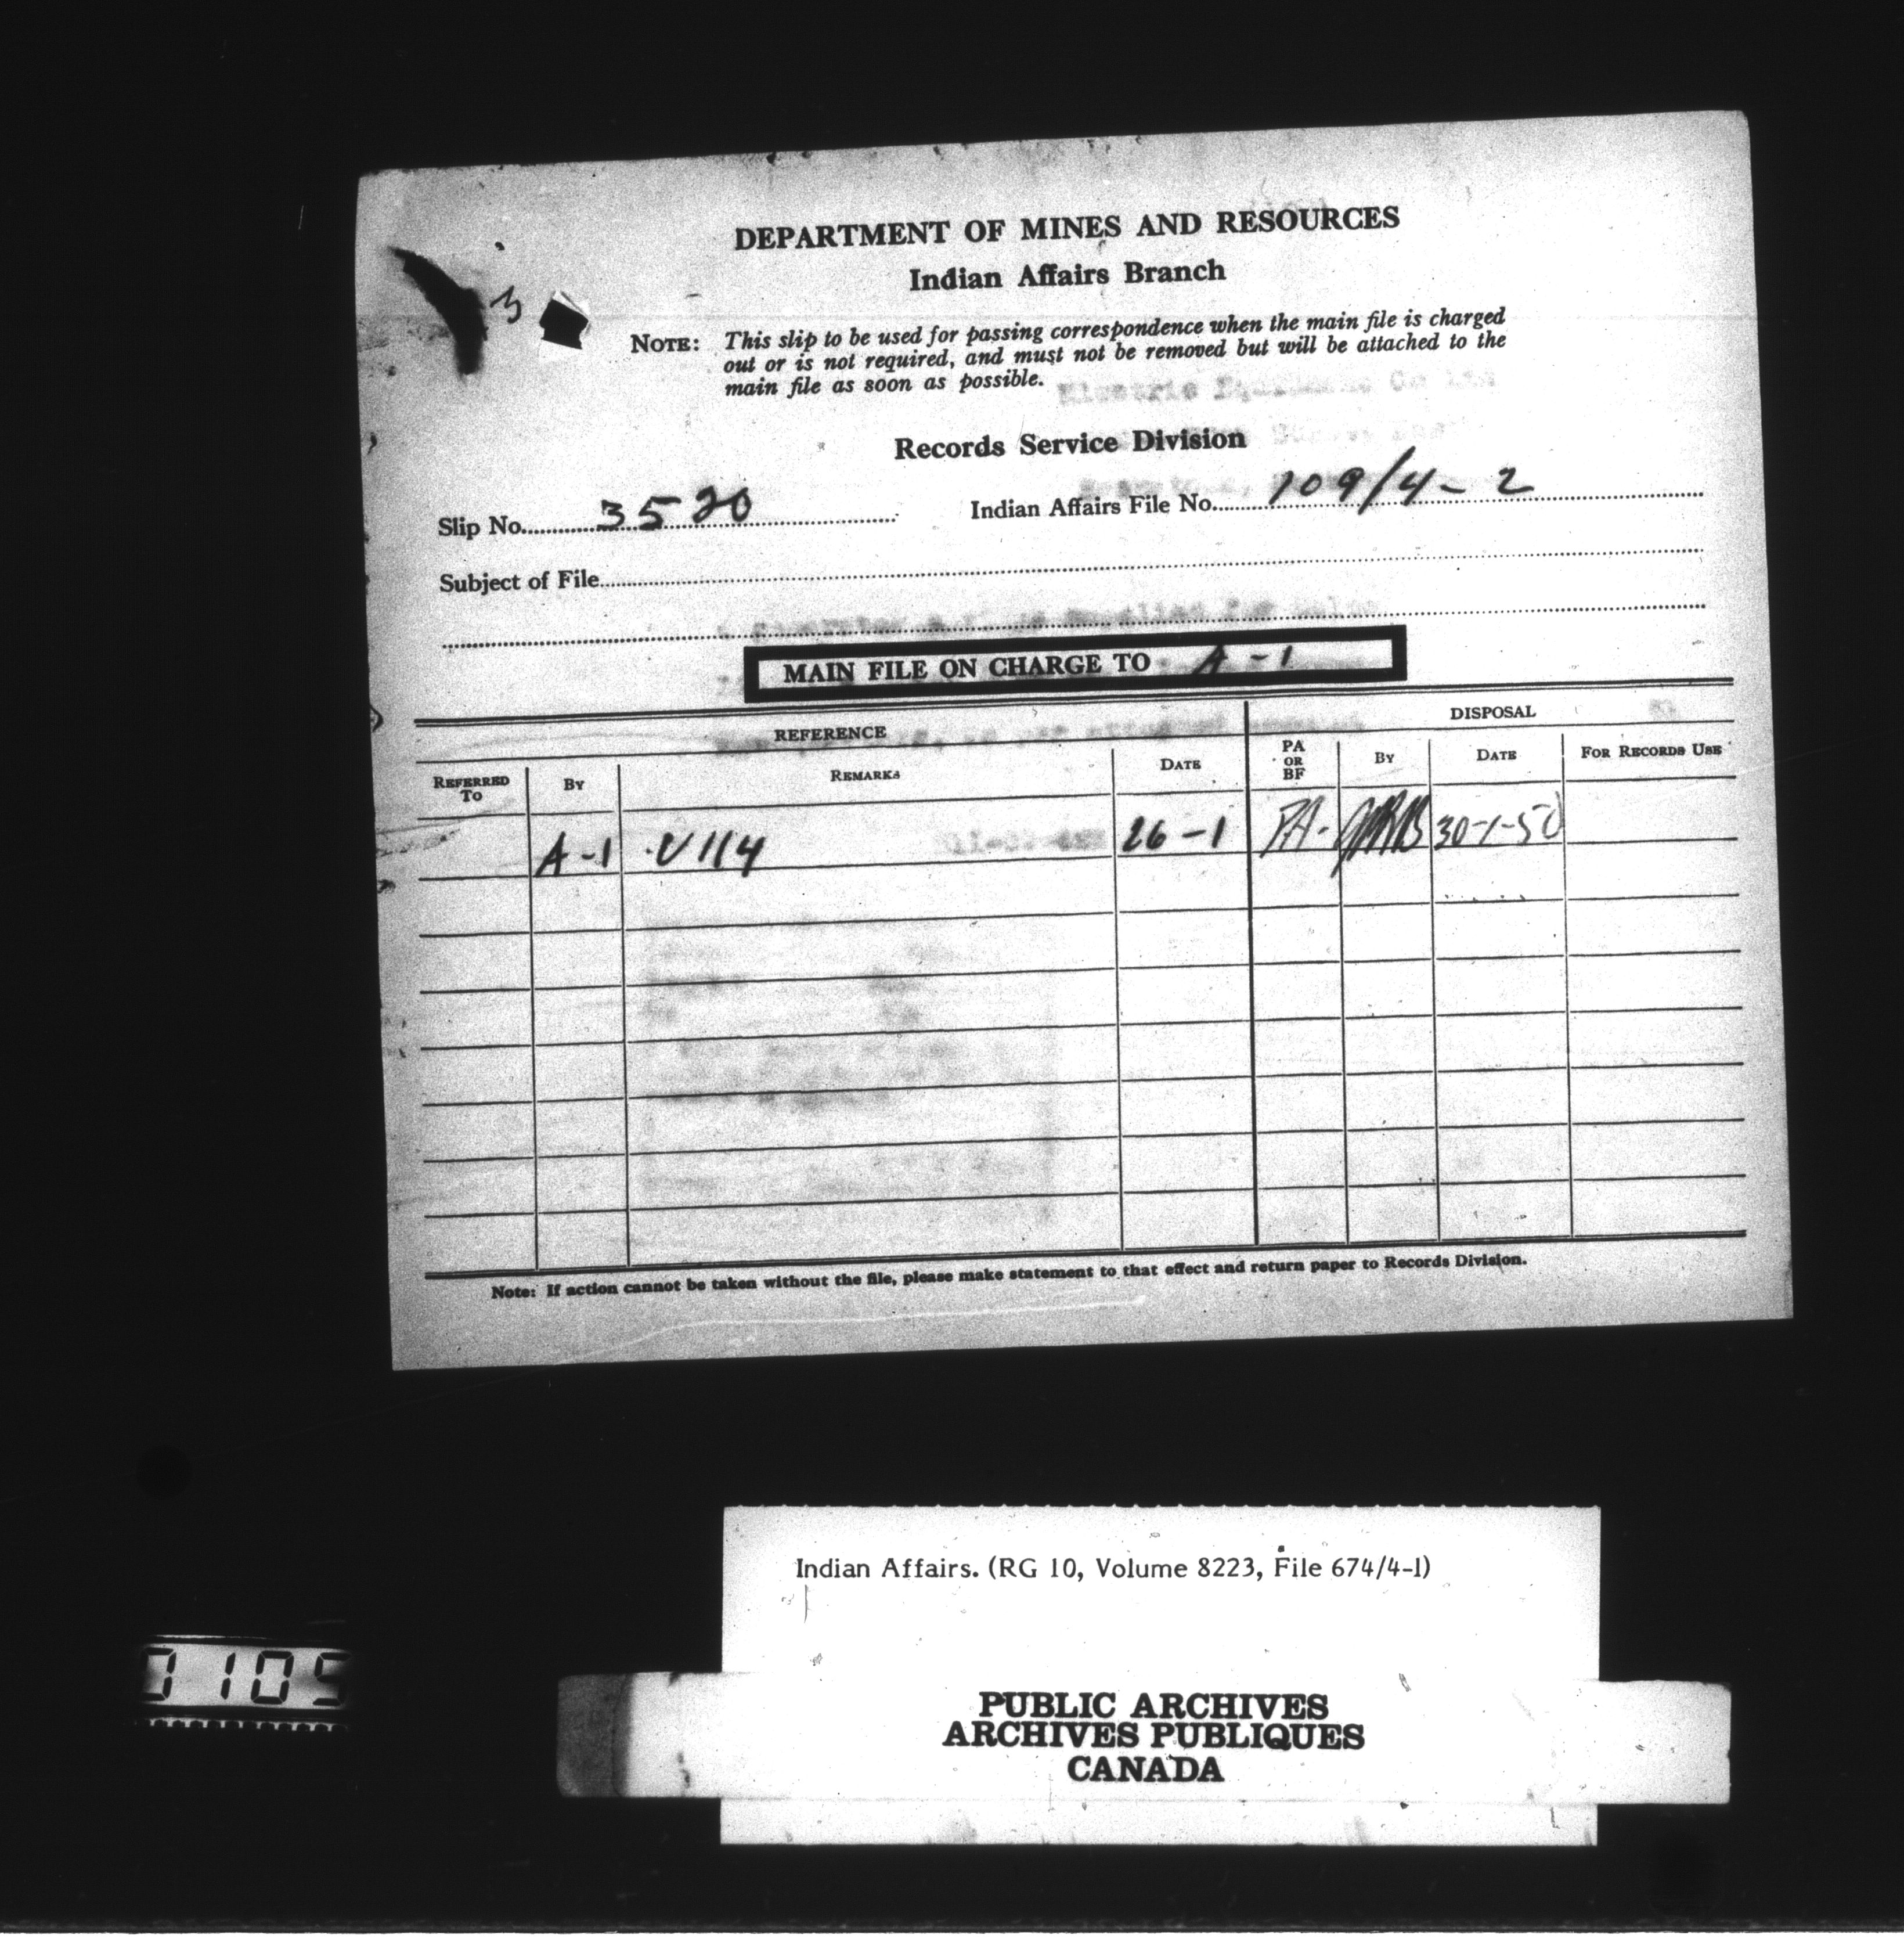 DEPARTMENT OF MINES AND RESOURCES
Indian Affairs Branch
NOTE: This slip to be used for passing correspondence when the main file is charged
out or is not required, and must not be removed but will be attached to the
main file as soon as possible.
3
Records Service Division
Slip No. 3520 Indian Affairs File No. 109/4-2
Subject of File
MAIN FILE ON CHARGE TO A-1
REFERENCE DISPOSAL
REFERRED TO BY REMARKS DATE PA OR BF BY DATE FOR RECORDS USE
A-1 V114 26-1 PA- 30-1-50
Note: If action cannot be taken without the file, please make statement to that effect and return paper to Records Division.
Indian Affairs. (RG 10, Volume 8223, File 674/4-1)
PUBLIC ARCHIVES
ARCHIVES PUBLIQUES
CANADA
0105